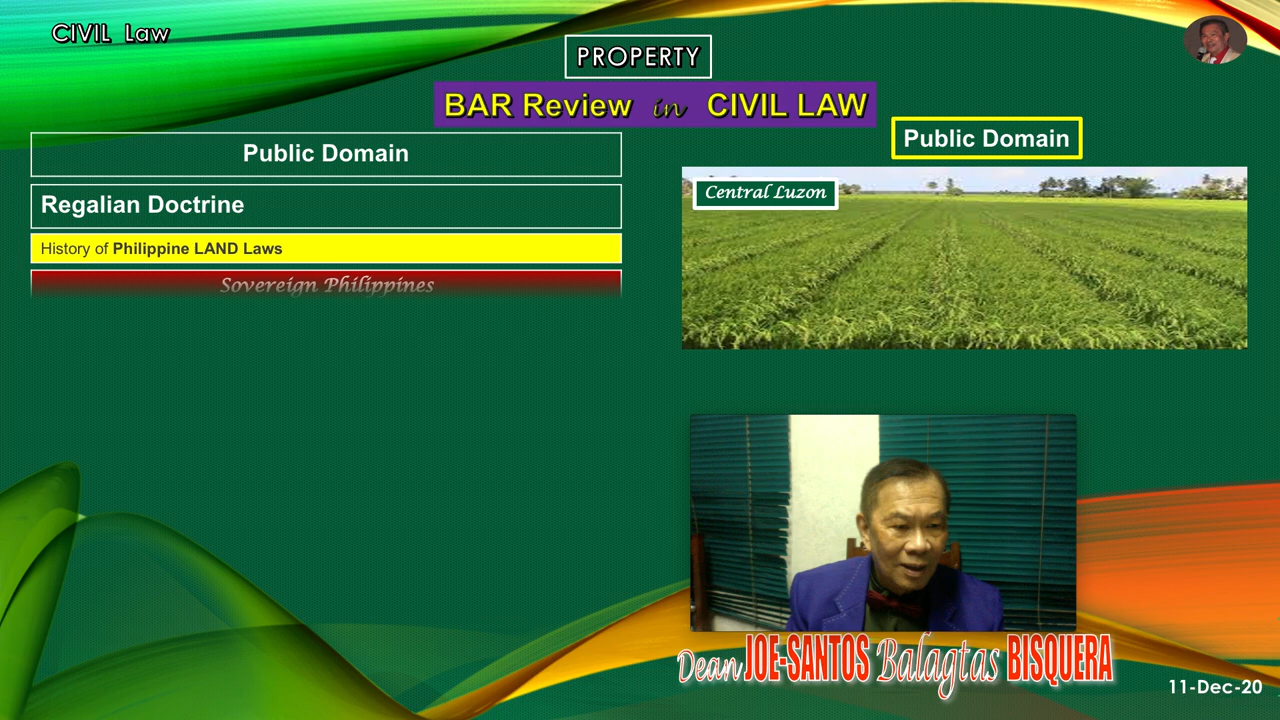 CIVIL Law
PROPERTY
BAR Review in CIVIL LAW
Public Domain
Regalian Doctrine
History of Philippine LAND Laws
Sovereign Philippines
Public Domain
Central Luzon
Dean JOE-SANTOS Balagtas BISQUERA
11-Dec-20